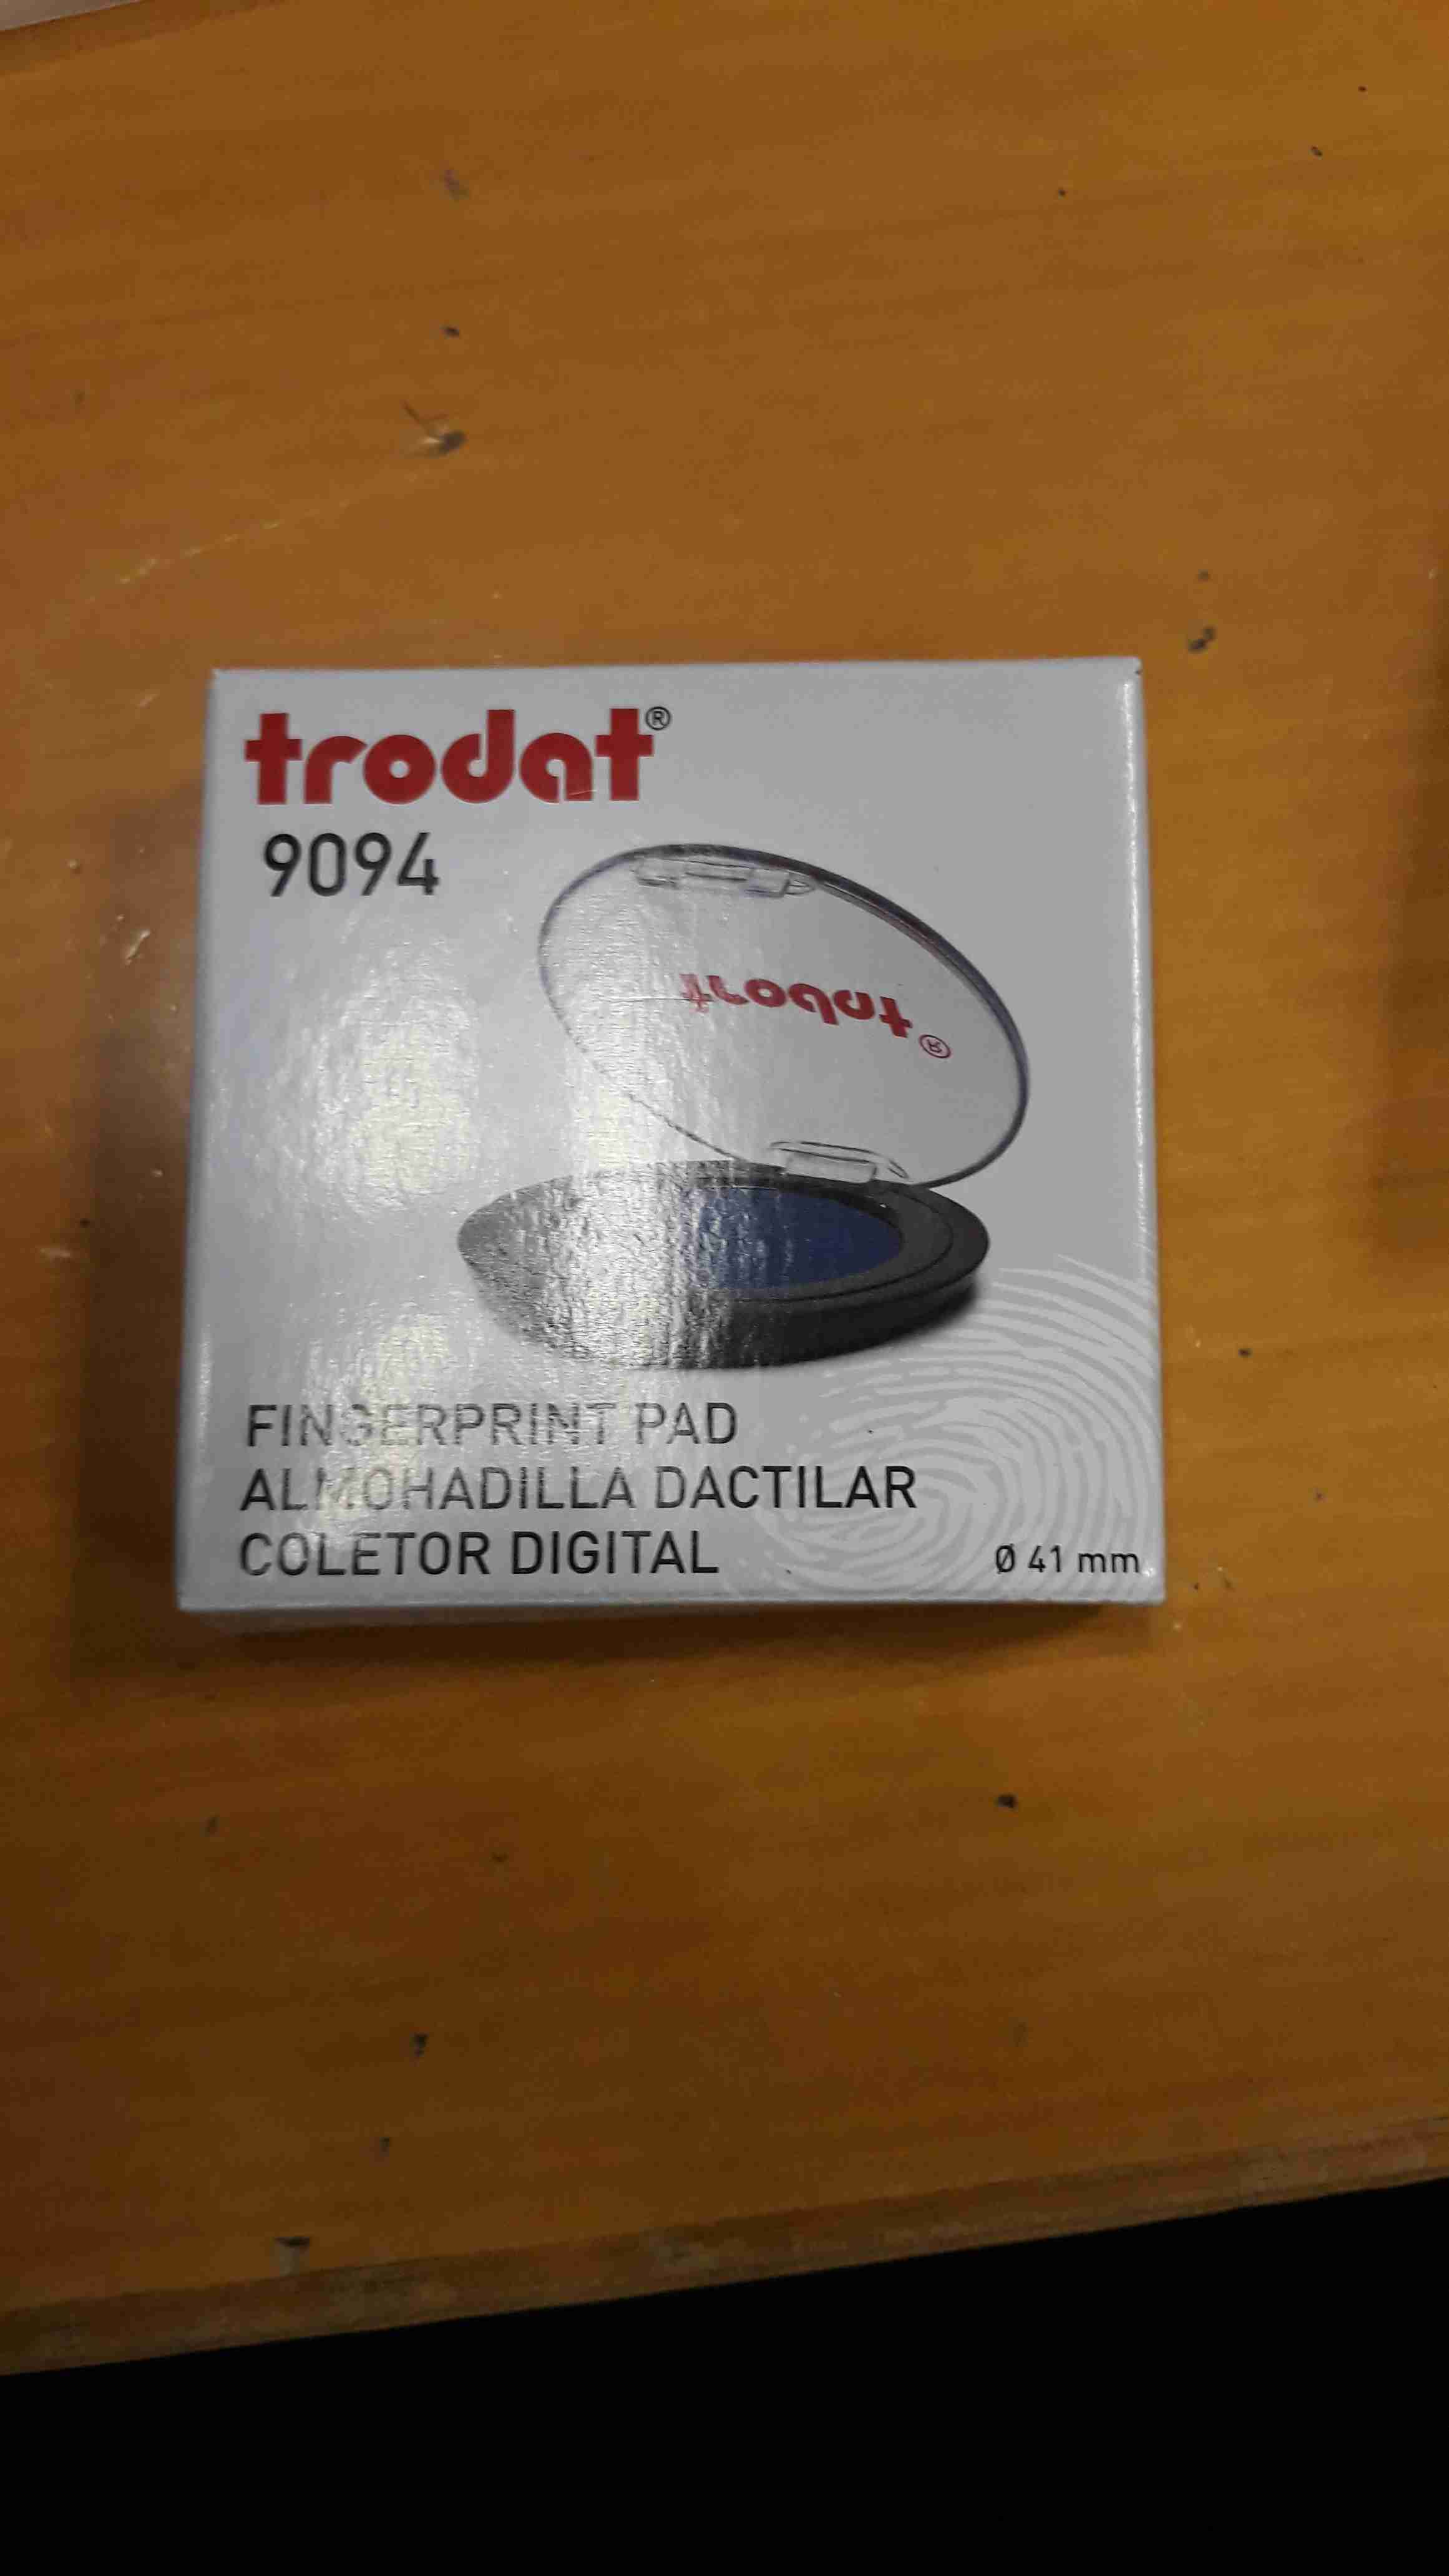 trodat®
9094
trodat®
FINGERPRINT PAD
ALMOHADILLA DACTILAR
COLETOR DIGITAL
Ø 41 mm